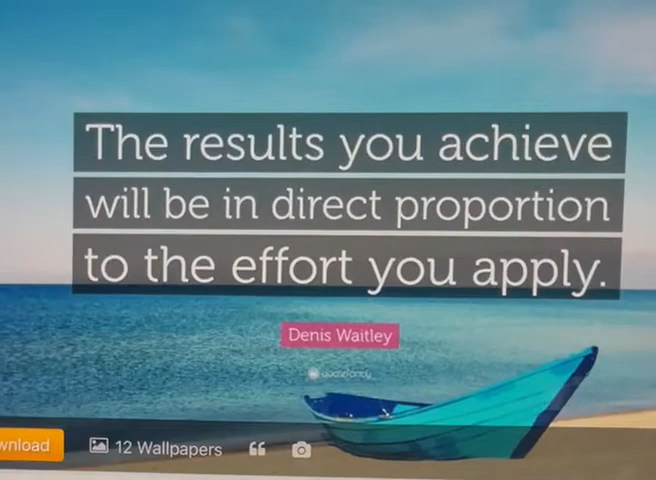 The results you achieve
will be in direct proportion
to the effort you apply.
Denis Waitley
quotefancy
wnload
12 Wallpapers